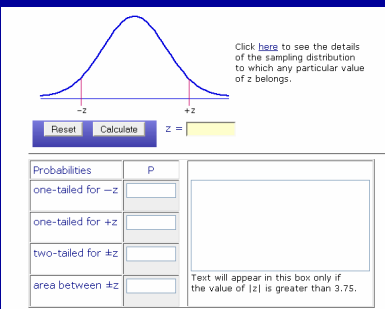 Click here to see the details
of the sampling distribution
to which any particular value
of z belongs.
−z
+z
Reset
Calculate
z =
Probabilities
P
one-tailed for −z
one-tailed for +z
two-tailed for ±z
area between ±z
Text will appear in this box only if
the value of |z| is greater than 3.75.